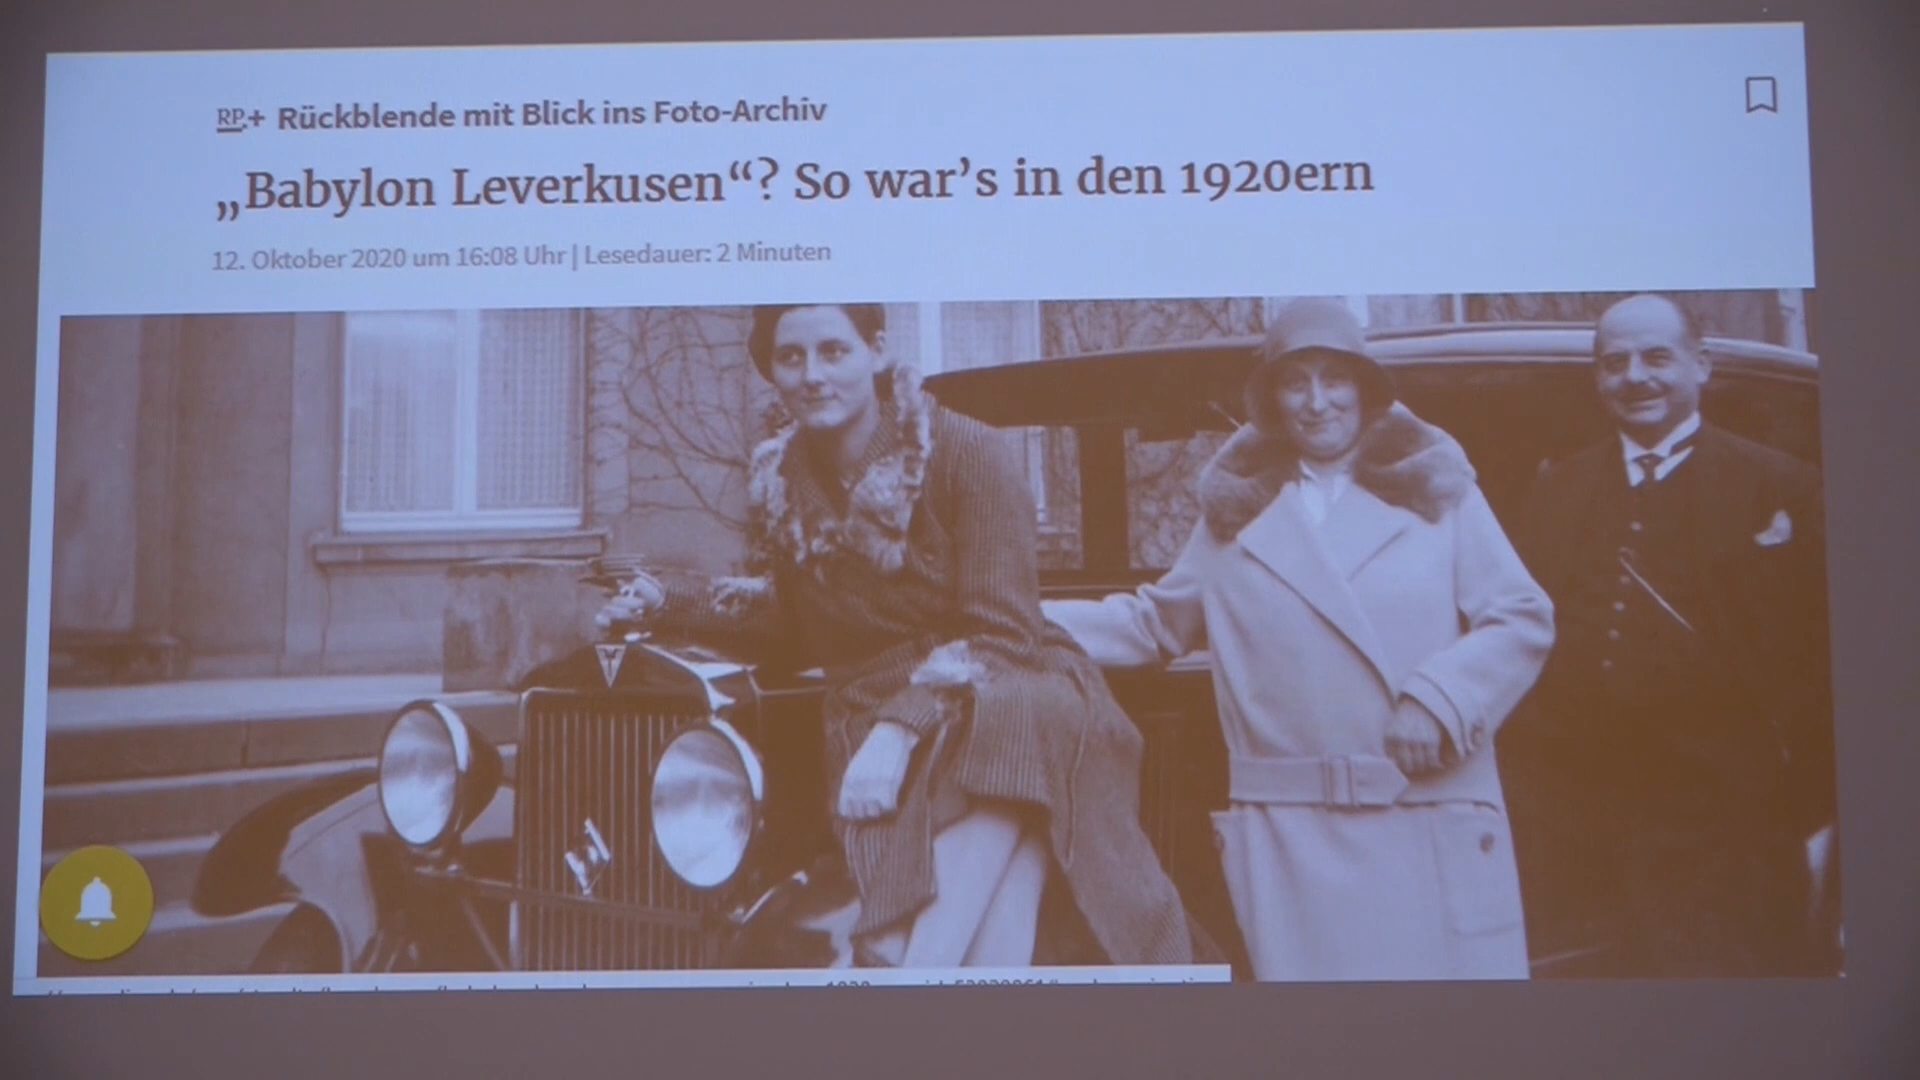 RP+ Rückblende mit Blick ins Foto-Archiv
„Babylon Leverkusen“? So war’s in den 1920ern
12. Oktober 2020 um 16:08 Uhr | Lesedauer: 2 Minuten